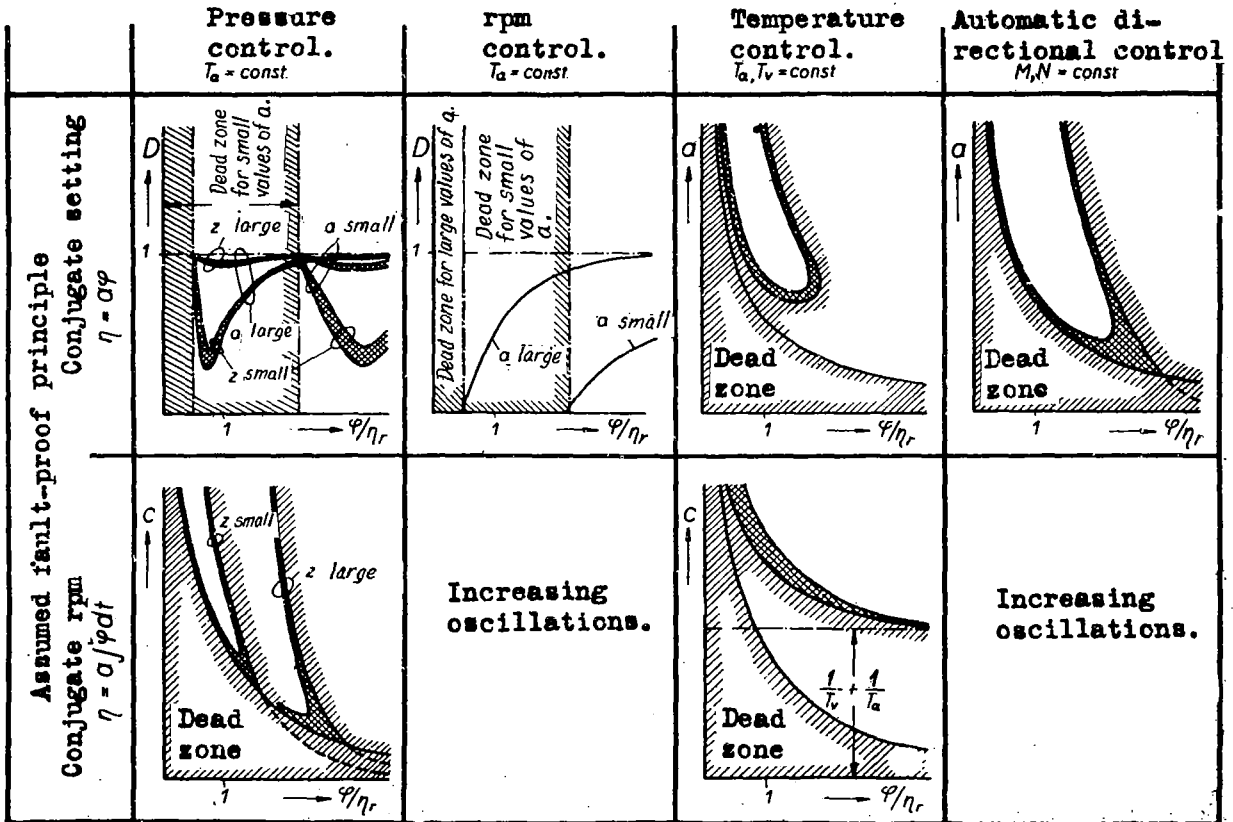 Pressure control.
Tₐ = const.
rpm control.
Tₐ = const.
Temperature control.
Tₐ, Tᵥ = const
Automatic di-
rectional control
M, N = const
Assumed fault-proof principle
Conjugate setting
η = aφ
D
1
Dead zone
for small
values of a.
z large
a small
a large
z small
1
φ/ηᵣ
D
1
Dead zone for large values of a.
Dead zone
for small
values of
a.
a large
a small
1
φ/ηᵣ
a
Dead
zone
1
φ/ηᵣ
a
Dead
zone
1
φ/ηᵣ
Conjugate rpm
η = a∫φdt
c
z small
z large
Dead
zone
1
φ/ηᵣ
Increasing
oscillations.
c
1/Tᵥ + 1/Tₐ
Dead
zone
1
φ/ηᵣ
Increasing
oscillations.